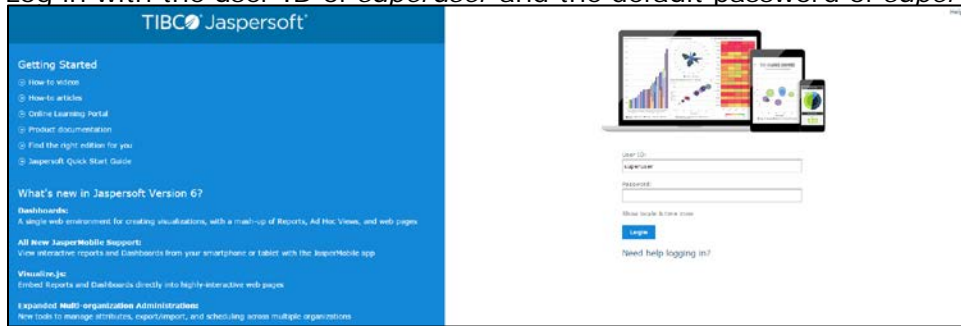 Log in with the user ID of superuser and the default password of super
TIBCO Jaspersoft
Help
Getting Started
How-to videos
How-to articles
Online Learning Portal
Product documentation
Find the right edition for you
Jaspersoft Quick Start Guide
What's new in Jaspersoft Version 6?
Dashboards:
A single web environment for creating visualizations, with a mash-up of Reports, Ad Hoc Views, and web pages
All New JasperMobile Support:
View interactive reports and Dashboards from your smartphone or tablet with the JasperMobile app
Visualize.js:
Embed Reports and Dashboards directly into highly-interactive web pages
Expanded Multi-organization Administration:
New tools to manage attributes, export/import, and scheduling across multiple organizations
User ID:
superuser
Password:
Show locale & time zone
Login
Need help logging in?